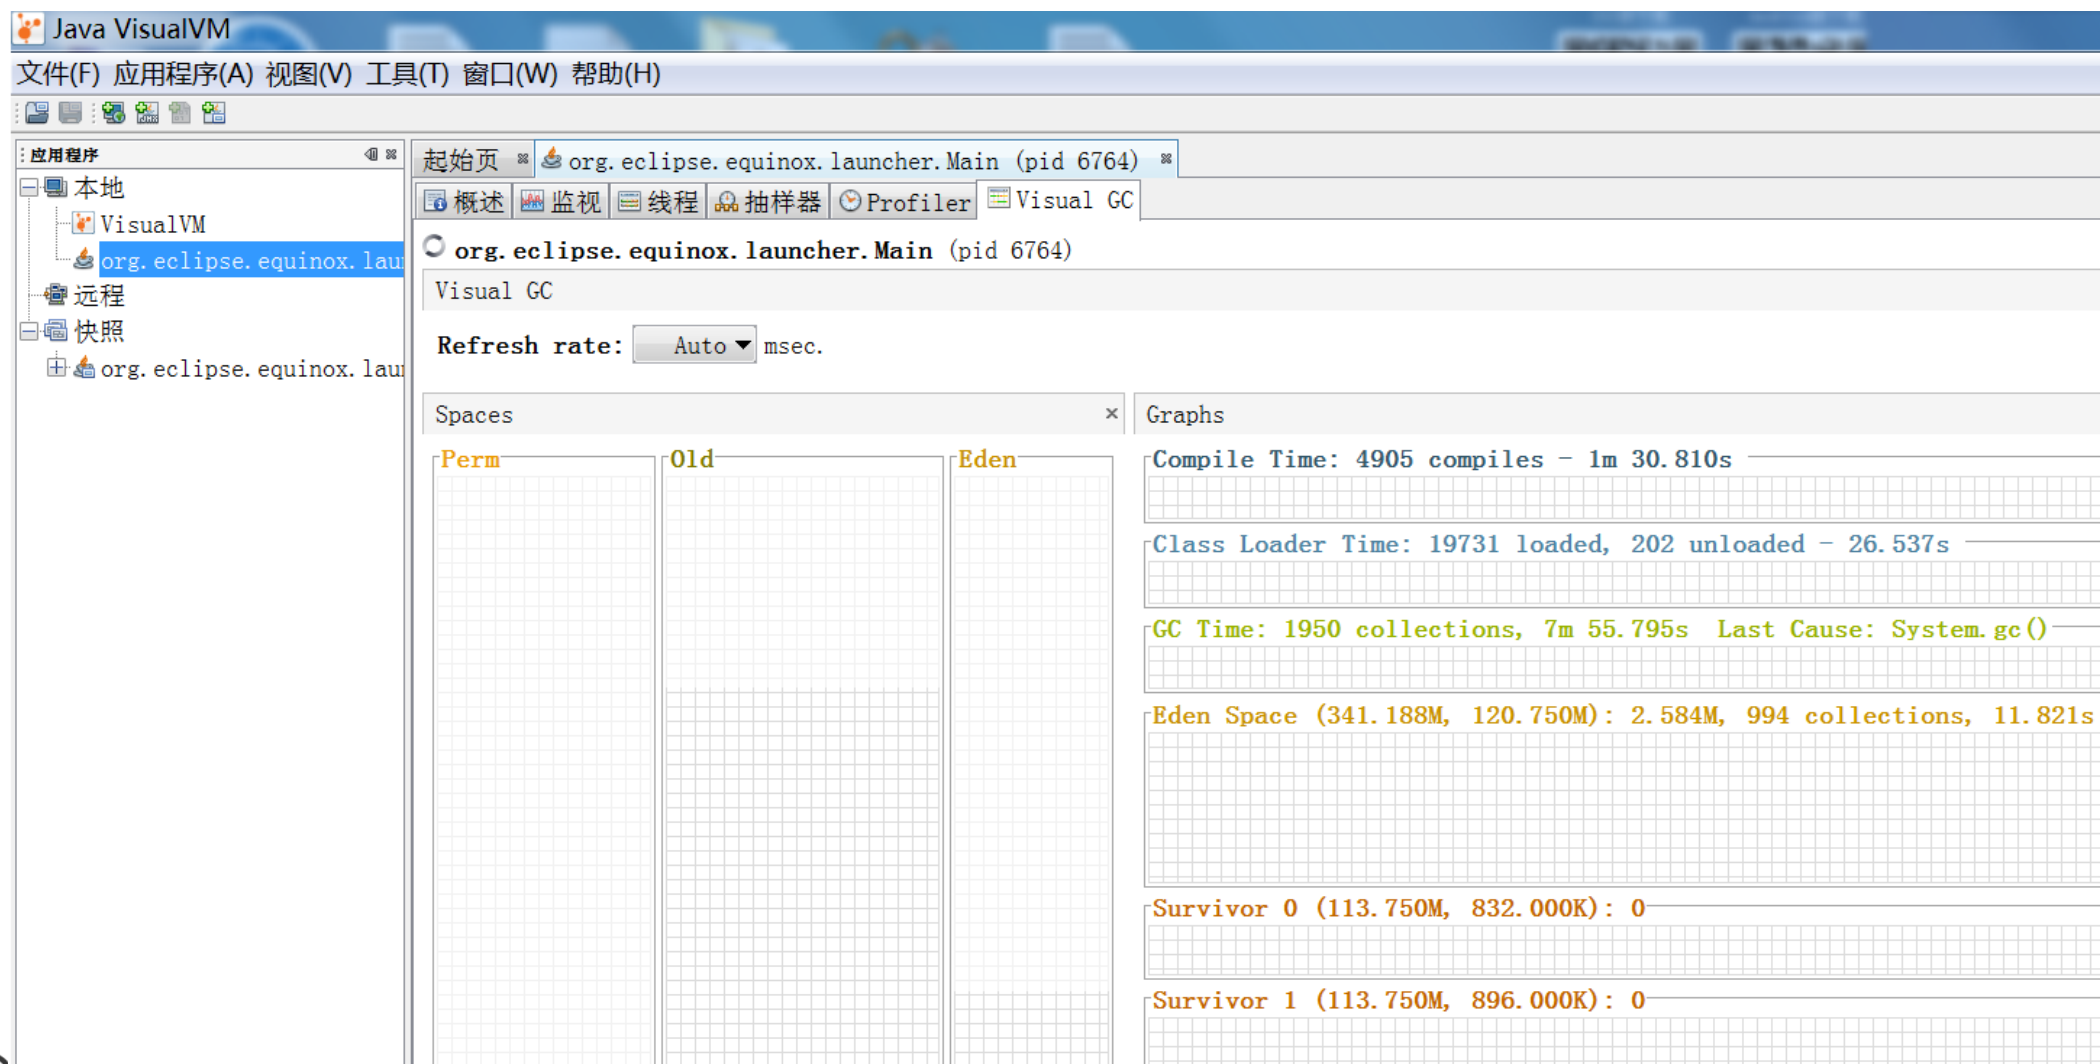 Java VisualVM
文件(F) 应用程序(A) 视图(V) 工具(T) 窗口(W) 帮助(H)
应用程序
本地
VisualVM
org.eclipse.equinox.lau
远程
快照
org.eclipse.equinox.lau
起始页 org.eclipse.equinox.launcher.Main (pid 6764)
概述 监视 线程 抽样器 Profiler Visual GC
org.eclipse.equinox.launcher.Main (pid 6764)
Visual GC
Refresh rate: Auto msec.
Spaces
Perm Old Eden
Graphs
Compile Time: 4905 compiles - 1m 30.810s
Class Loader Time: 19731 loaded, 202 unloaded - 26.537s
GC Time: 1950 collections, 7m 55.795s Last Cause: System.gc()
Eden Space (341.188M, 120.750M): 2.584M, 994 collections, 11.821s
Survivor 0 (113.750M, 832.000K): 0
Survivor 1 (113.750M, 896.000K): 0